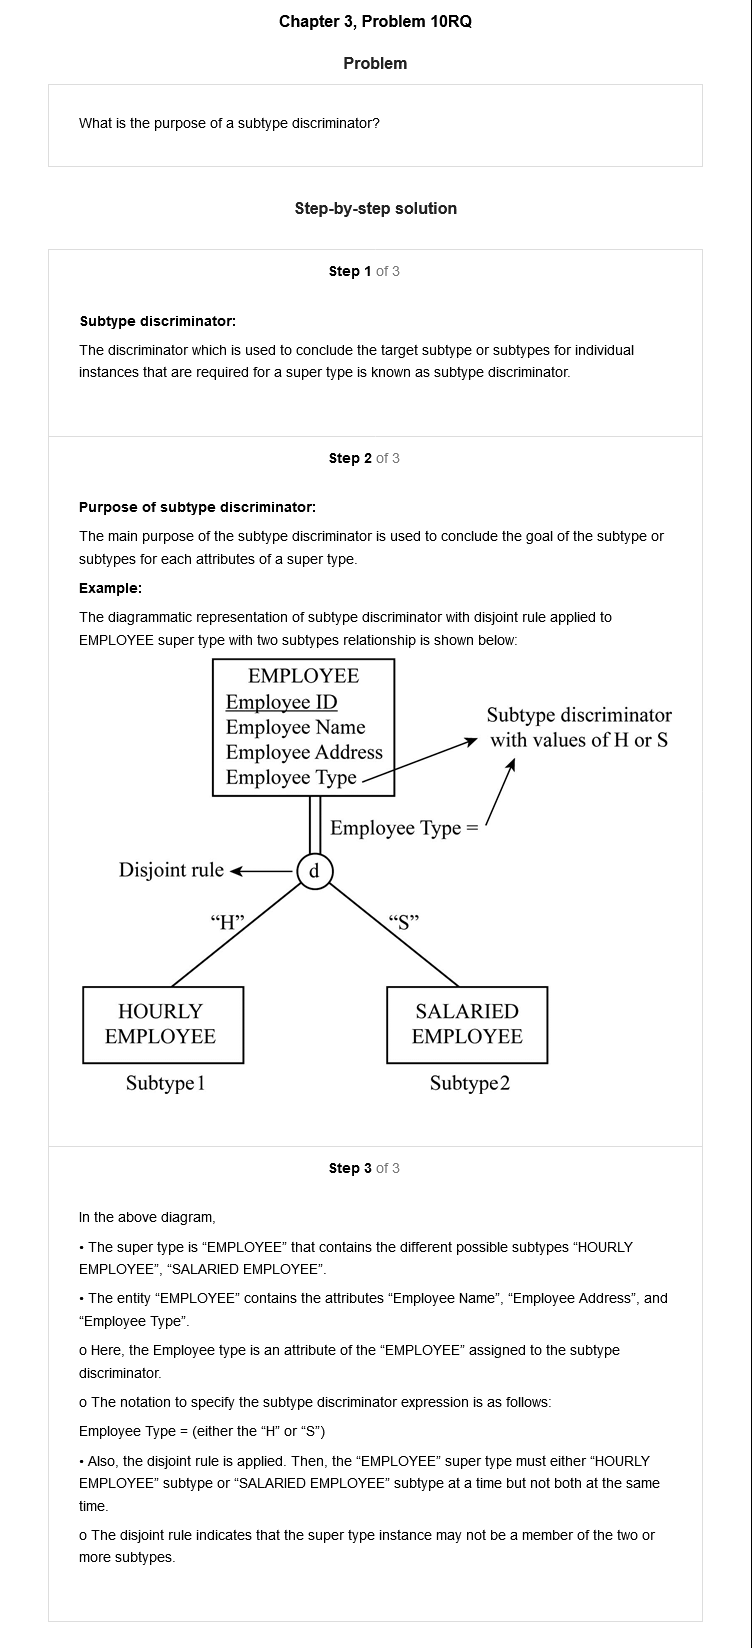 Chapter 3, Problem 10RQ
Problem
What is the purpose of a subtype discriminator?
Step-by-step solution
Step 1 of 3
Subtype discriminator:
The discriminator which is used to conclude the target subtype or subtypes for individual
instances that are required for a super type is known as subtype discriminator.
Step 2 of 3
Purpose of subtype discriminator:
The main purpose of the subtype discriminator is used to conclude the goal of the subtype or
subtypes for each attributes of a super type.
Example:
The diagrammatic representation of subtype discriminator with disjoint rule applied to
EMPLOYEE super type with two subtypes relationship is shown below:
EMPLOYEE
Employee ID
Employee Name
Employee Address
Employee Type
Subtype discriminator
with values of H or S
Employee Type =
Disjoint rule
d
“H”
“S”
HOURLY
EMPLOYEE
SALARIED
EMPLOYEE
Subtype1
Subtype2
Step 3 of 3
In the above diagram,
• The super type is “EMPLOYEE” that contains the different possible subtypes “HOURLY
EMPLOYEE”, “SALARIED EMPLOYEE”.
• The entity “EMPLOYEE” contains the attributes “Employee Name”, “Employee Address”, and
“Employee Type”.
o Here, the Employee type is an attribute of the “EMPLOYEE” assigned to the subtype
discriminator.
o The notation to specify the subtype discriminator expression is as follows:
Employee Type = (either the “H” or “S”)
• Also, the disjoint rule is applied. Then, the “EMPLOYEE” super type must either “HOURLY
EMPLOYEE” subtype or “SALARIED EMPLOYEE” subtype at a time but not both at the same
time.
o The disjoint rule indicates that the super type instance may not be a member of the two or
more subtypes.